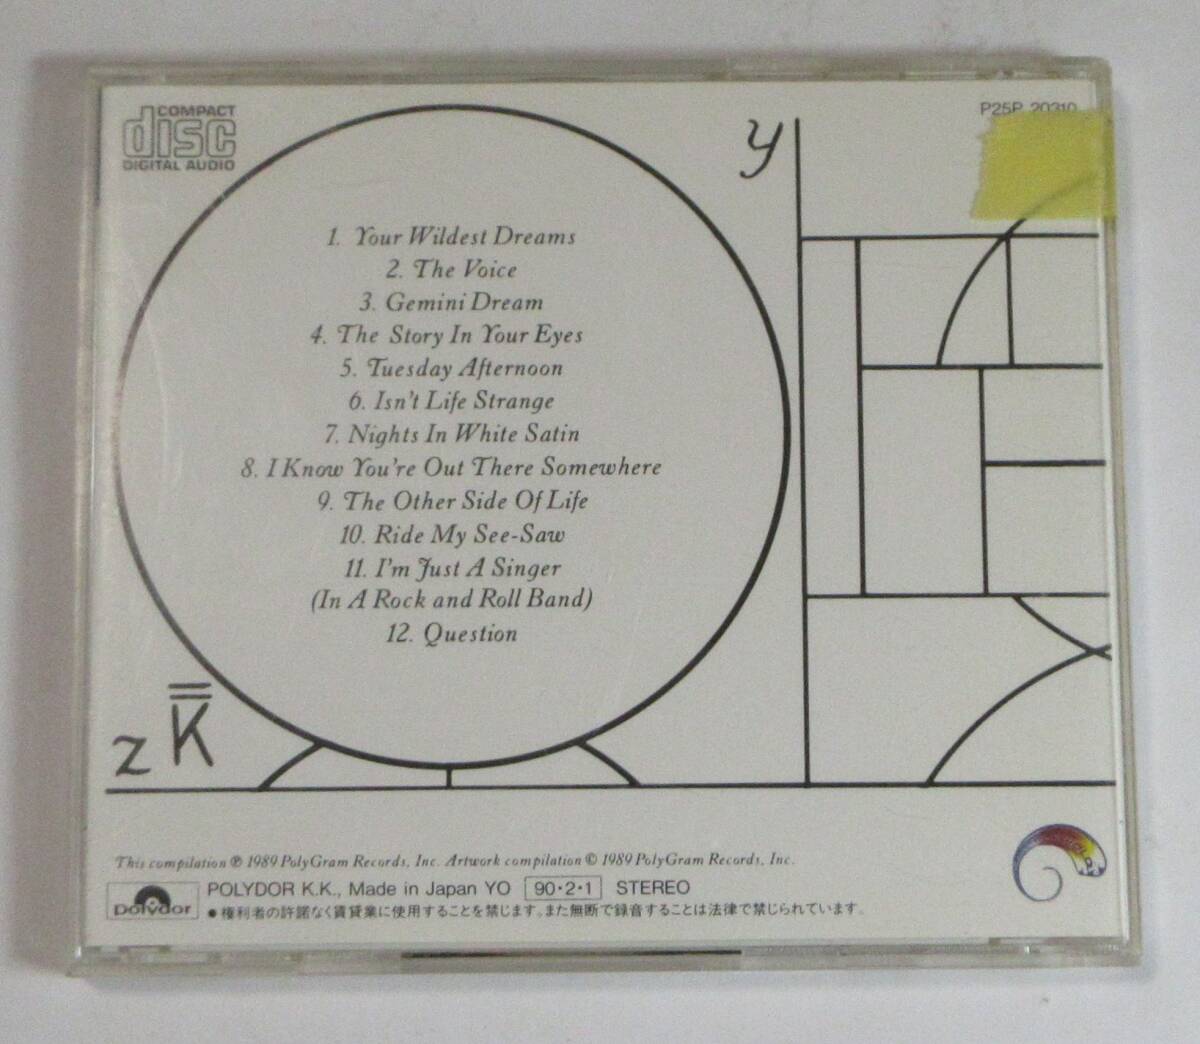 COMPACT
disc
DIGITAL AUDIO
P25P 20310
y
1. Your Wildest Dreams
2. The Voice
3. Gemini Dream
4. The Story In Your Eyes
5. Tuesday Afternoon
6. Isn't Life Strange
7. Nights In White Satin
8. I Know You're Out There Somewhere
9. The Other Side Of Life
10. Ride My See-Saw
11. I'm Just A Singer
(In A Rock and Roll Band)
12. Question
z K
This compilation ℗ 1989 PolyGram Records, Inc. Artwork compilation © 1989 PolyGram Records, Inc.
Polydor
POLYDOR K.K., Made in Japan YO 90・2・1 STEREO
●権利者の許諾なく賃貸業に使用することを禁じます。また無断で録音することは法律で禁じられています。